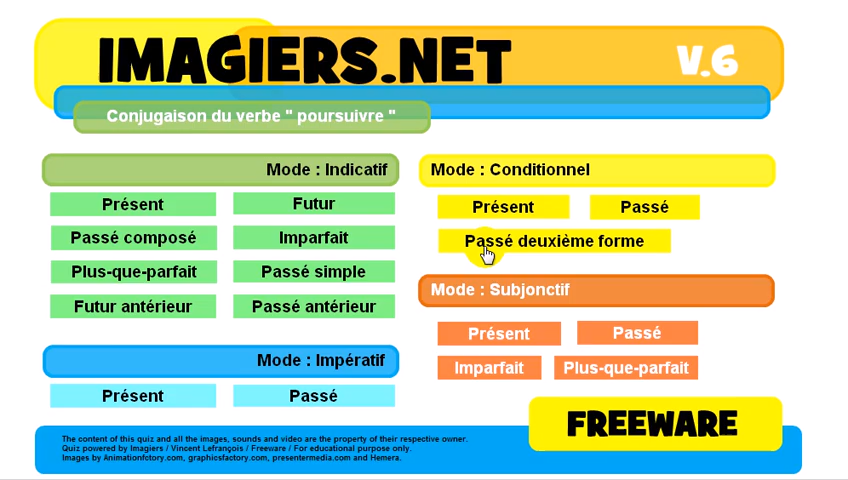 IMAGIERS.NET
V.6
Conjugaison du verbe " poursuivre "
Mode : Indicatif
Présent
Futur
Passé composé
Imparfait
Plus-que-parfait
Passé simple
Futur antérieur
Passé antérieur
Mode : Impératif
Présent
Passé
Mode : Conditionnel
Présent
Passé
Passé deuxième forme
Mode : Subjonctif
Présent
Passé
Imparfait
Plus-que-parfait
FREEWARE
The content of this quiz and all the images, sounds and video are the property of their respective owner.
Quiz powered by Imagiers / Vincent Lefrançois / Freeware / For educational purpose only.
Images by Animationfctory.com, graphicsfactory.com, presentermedia.com and Hemera.